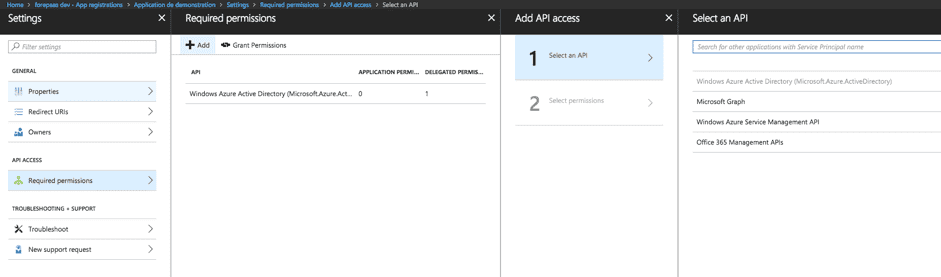 Home > forepaas dev - App registrations > Application de demonstration > Settings > Required permissions > Add API access > Select an API
Settings
Filter settings
GENERAL
Properties
Redirect URIs
Owners
API ACCESS
Required permissions
TROUBLESHOOTING + SUPPORT
Troubleshoot
New support request
Required permissions
Add
Grant Permissions
API APPLICATION PERMI... DELEGATED PERMIS...
Windows Azure Active Directory (Microsoft.Azure.Act... 0 1
Add API access
1 Select an API
2 Select permissions
Select an API
Search for other applications with Service Principal name
Windows Azure Active Directory (Microsoft.Azure.ActiveDirectory)
Microsoft Graph
Windows Azure Service Management API
Office 365 Management APIs